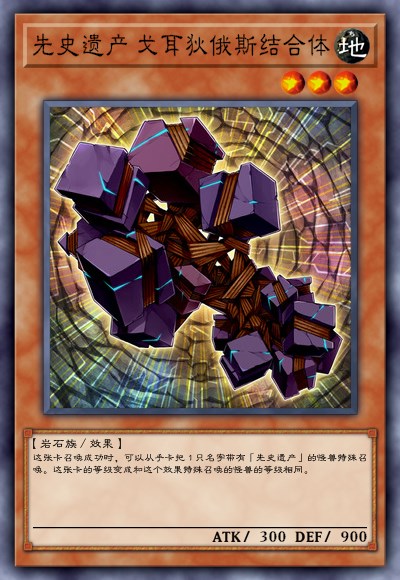 先史遗产 戈耳狄俄斯结合体
地
【岩石族／效果】
这张卡召唤成功时，可以从手卡把1只名字带有「先史遗产」的怪兽特殊召
唤。这张卡的等级变成和这个效果特殊召唤的怪兽的等级相同。
ATK/ 300 DEF/ 900